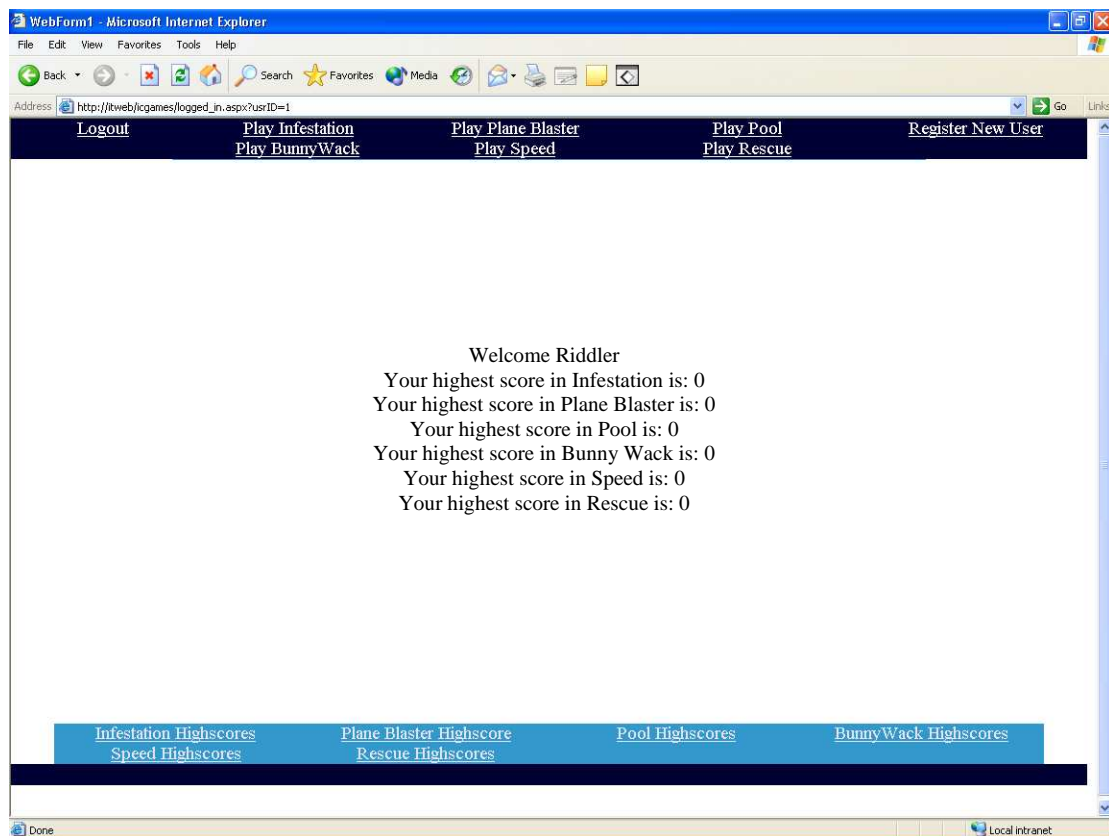 WebForm1 - Microsoft Internet Explorer
File Edit View Favorites Tools Help
Back Search Favorites Media
Address http://itweb/icgames/logged_in.aspx?usrID=1 Go Links
Logout Play Infestation Play Plane Blaster Play Pool Register New User
Play BunnyWack Play Speed Play Rescue
Welcome Riddler
Your highest score in Infestation is: 0
Your highest score in Plane Blaster is: 0
Your highest score in Pool is: 0
Your highest score in Bunny Wack is: 0
Your highest score in Speed is: 0
Your highest score in Rescue is: 0
Infestation Highscores Plane Blaster Highscore Pool Highscores BunnyWack Highscores
Speed Highscores Rescue Highscores
Done Local intranet